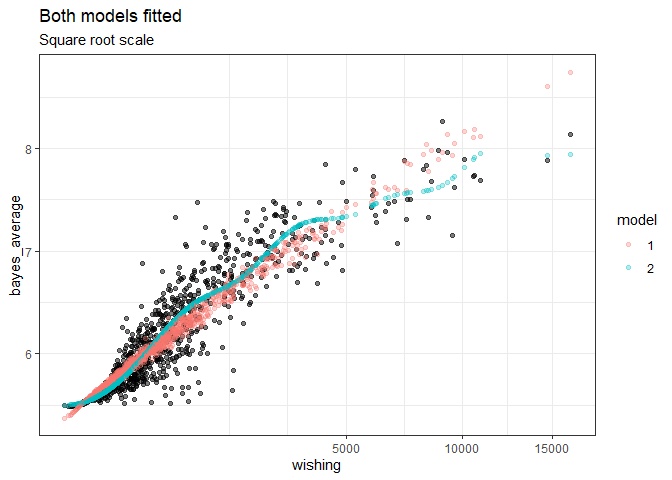 Both models fitted
Square root scale
8
7
6
bayes_average
5000
10000
15000
wishing
model
1
2